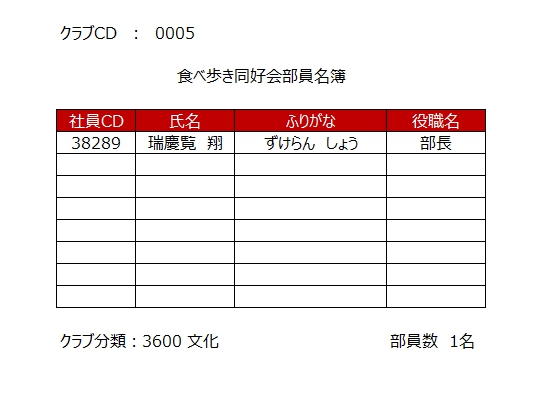 クラブCD : 0005
食べ歩き同好会部員名簿
社員CD 氏名 ふりがな 役職名
38289 瑞慶覧 翔 ずけらん しょう 部長
クラブ分類：3600 文化 部員数 1名